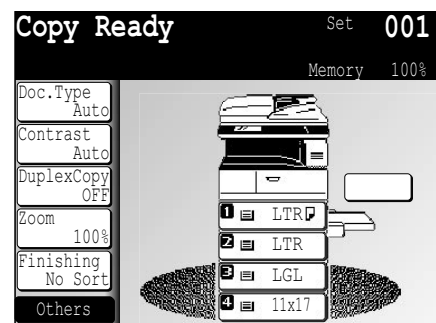 Copy Ready
Set 001
Memory 100%
Doc.Type
Auto
Contrast
Auto
DuplexCopy
OFF
Zoom
100%
Finishing
No Sort
Others
1 LTR
2 LTR
3 LGL
4 11x17